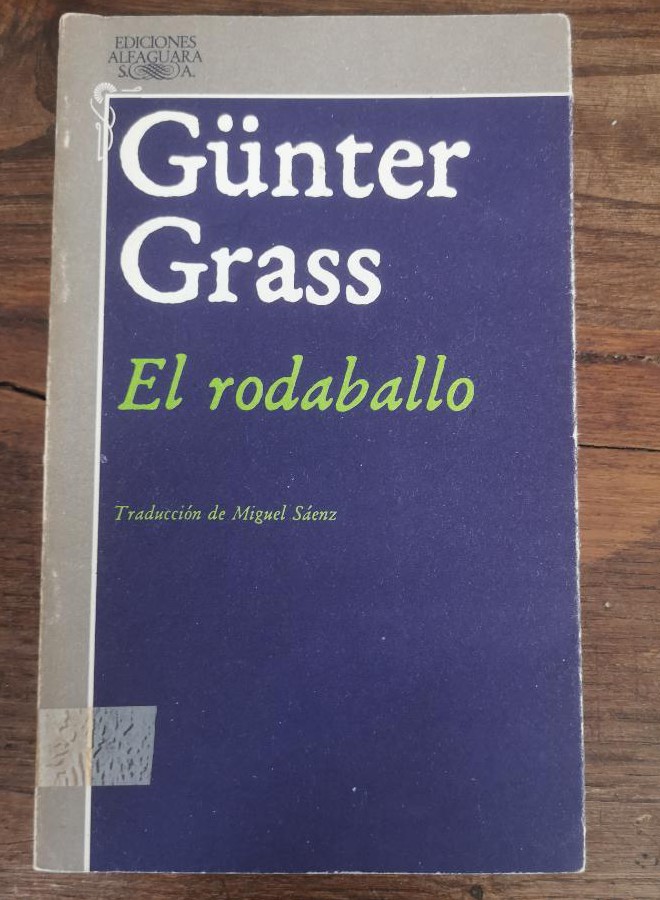 EDICIONES
ALFAGUARA
S. A.
Günter
Grass
El rodaballo
Traducción de Miguel Sáenz